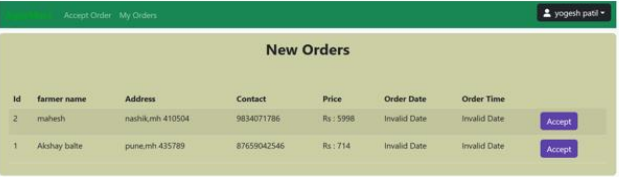 Accept Order My Orders yogesh patil
New Orders
Id farmer name Address Contact Price Order Date Order Time
2 mahesh nashik,mh 410504 9834071786 Rs : 5998 Invalid Date Invalid Date Accept
1 Akshay balte pune,mh 435789 87659042546 Rs : 714 Invalid Date Invalid Date Accept